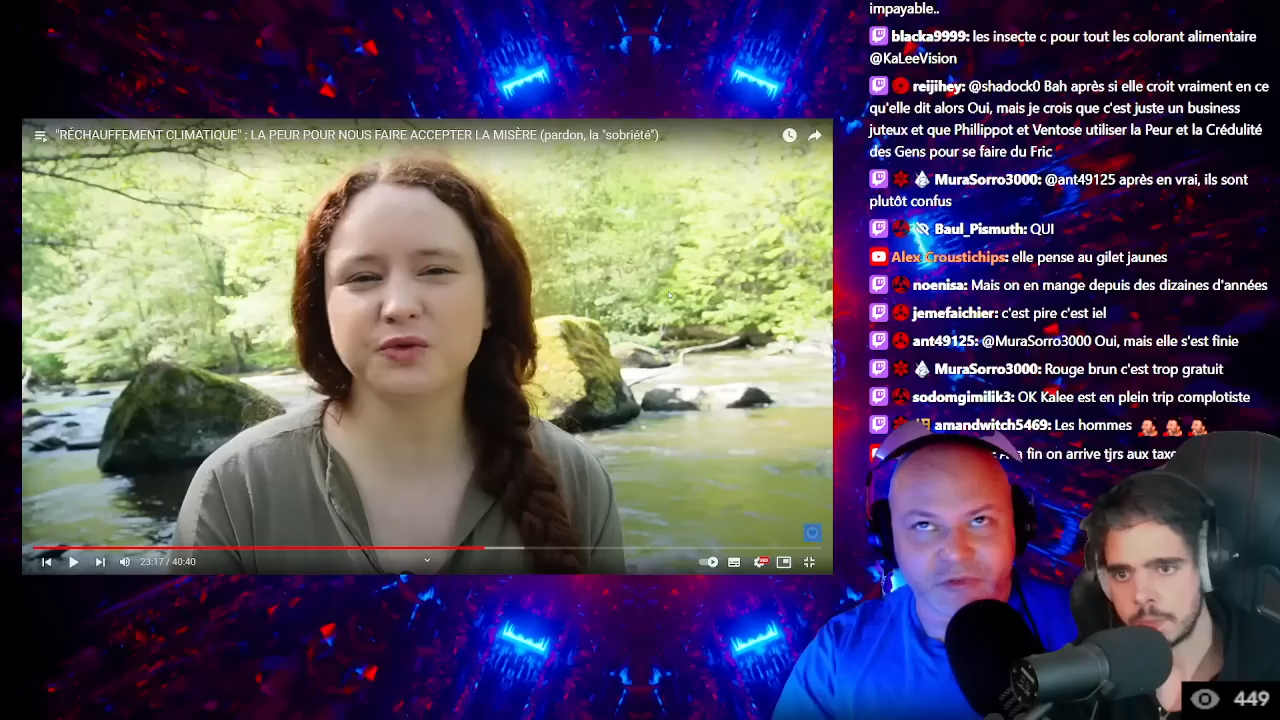 impayable..
blacka9999: les insecte c pour tout les colorant alimentaire
@KaLeeVision
reijihey: @shadock0 Bah après si elle croit vraiment en ce
qu'elle dit alors Oui, mais je crois que c'est juste un business
juteux et que Phillippot et Ventose utiliser la Peur et la Crédulité
des Gens pour se faire du Fric
MuraSorro3000: @ant49125 après en vrai, ils sont
plutôt confus
Baul_Pismuth: QUI
Alex Croustichips: elle pense au gilet jaunes
noenisa: Mais on en mange depuis des dizaines d'années
jemefaichier: c'est pire c'est iel
ant49125: @MuraSorro3000 Oui, mais elle s'est finie
MuraSorro3000: Rouge brun c'est trop gratuit
sodomgimilik3: OK Kalee est en plein trip complotiste
amandwitch5469: Les hommes
fin on arrive tjrs aux
"RÉCHAUFFEMENT CLIMATIQUE" : LA PEUR POUR NOUS FAIRE ACCEPTER LA MISÈRE (pardon, la "sobriété")
23:17 / 40:40
449